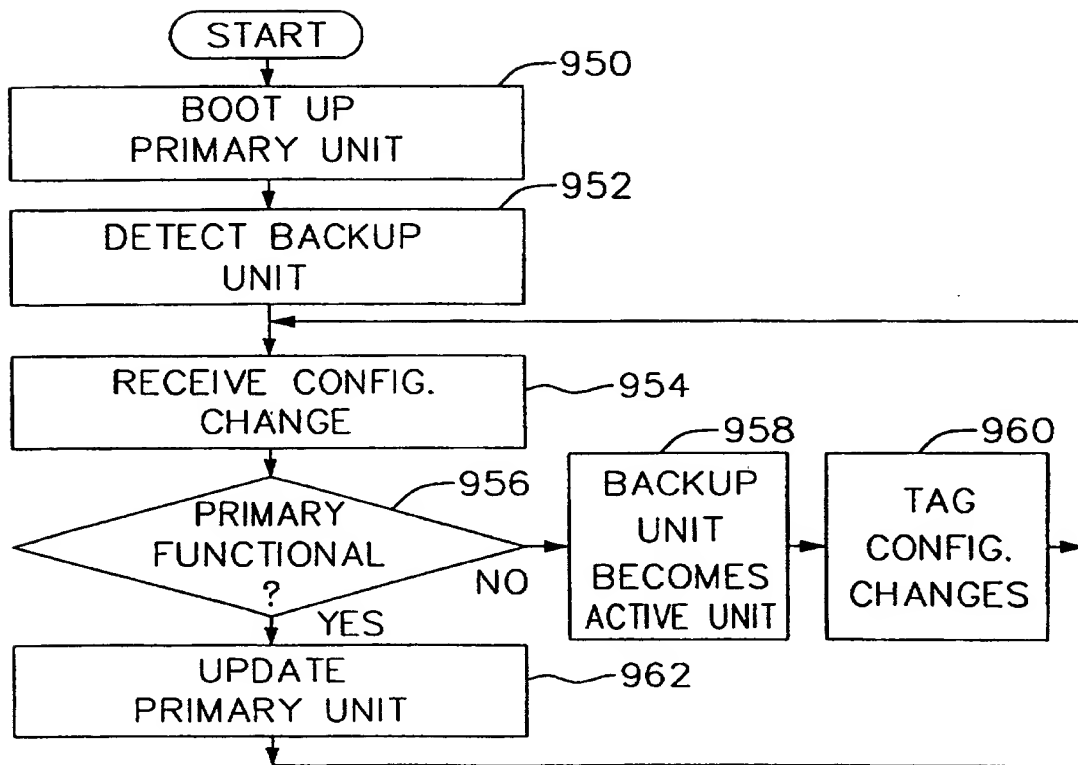 START
950
BOOT UP
PRIMARY UNIT
952
DETECT BACKUP
UNIT
RECEIVE CONFIG.
CHANGE
954
956
PRIMARY
FUNCTIONAL
?
NO
YES
958
BACKUP
UNIT
BECOMES
ACTIVE UNIT
960
TAG
CONFIG.
CHANGES
UPDATE
PRIMARY UNIT
962